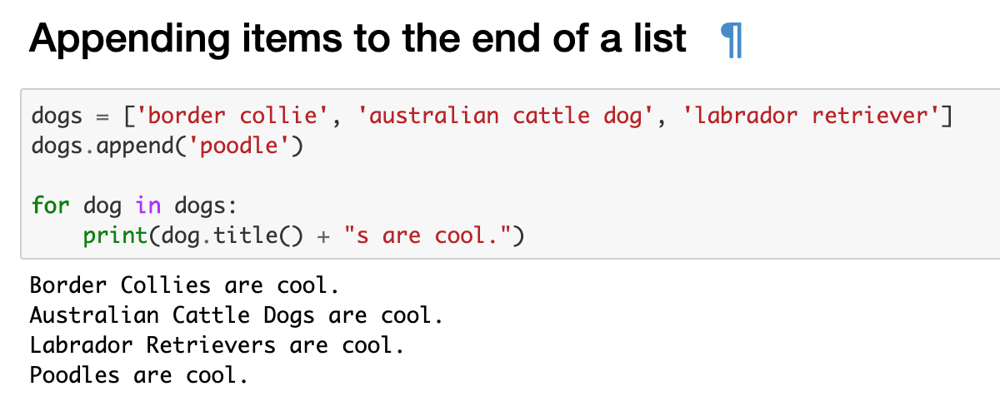 Appending items to the end of a list ¶
dogs = ['border collie', 'australian cattle dog', 'labrador retriever']
dogs.append('poodle')
for dog in dogs:
    print(dog.title() + "s are cool.")
Border Collies are cool.
Australian Cattle Dogs are cool.
Labrador Retrievers are cool.
Poodles are cool.